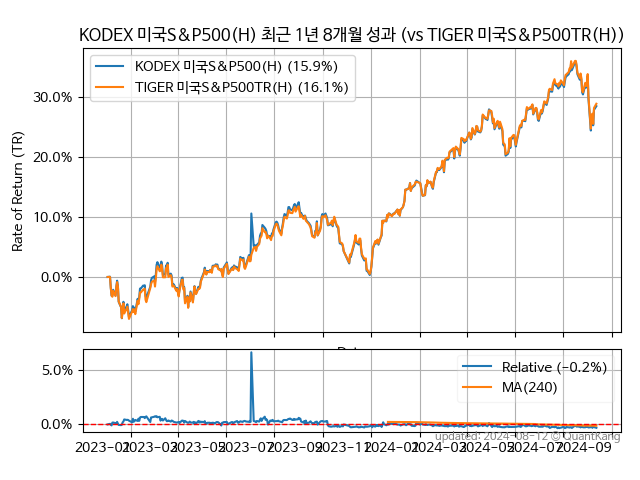 KODEX 미국S&P500(H) 최근 1년 8개월 성과 (vs TIGER 미국S&P500TR(H))
KODEX 미국S&P500(H) (15.9%)
TIGER 미국S&P500TR(H) (16.1%)
Rate of Return (TR)
30.0%
20.0%
10.0%
0.0%
5.0%
0.0%
Relative (−0.2%)
MA(240)
2023−01 2023−03 2023−05 2023−07 2023−09 2023−11 2024−01 2024−03 2024−05 2024−07 2024−09
updated: 2024−08−12 © QuantKang